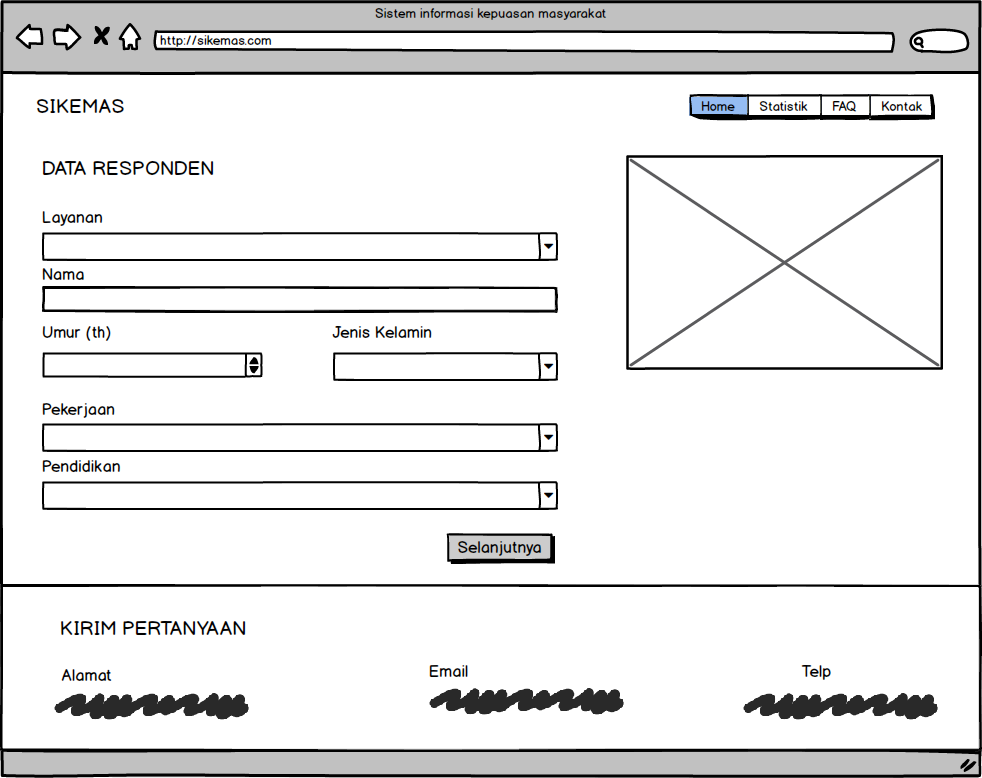 Sistem informasi kepuasan masyarakat
http://sikemas.com
SIKEMAS
Home Statistik FAQ Kontak
DATA RESPONDEN
Layanan
Nama
Umur (th) Jenis Kelamin
Pekerjaan
Pendidikan
Selanjutnya
KIRIM PERTANYAAN
Alamat Email Telp